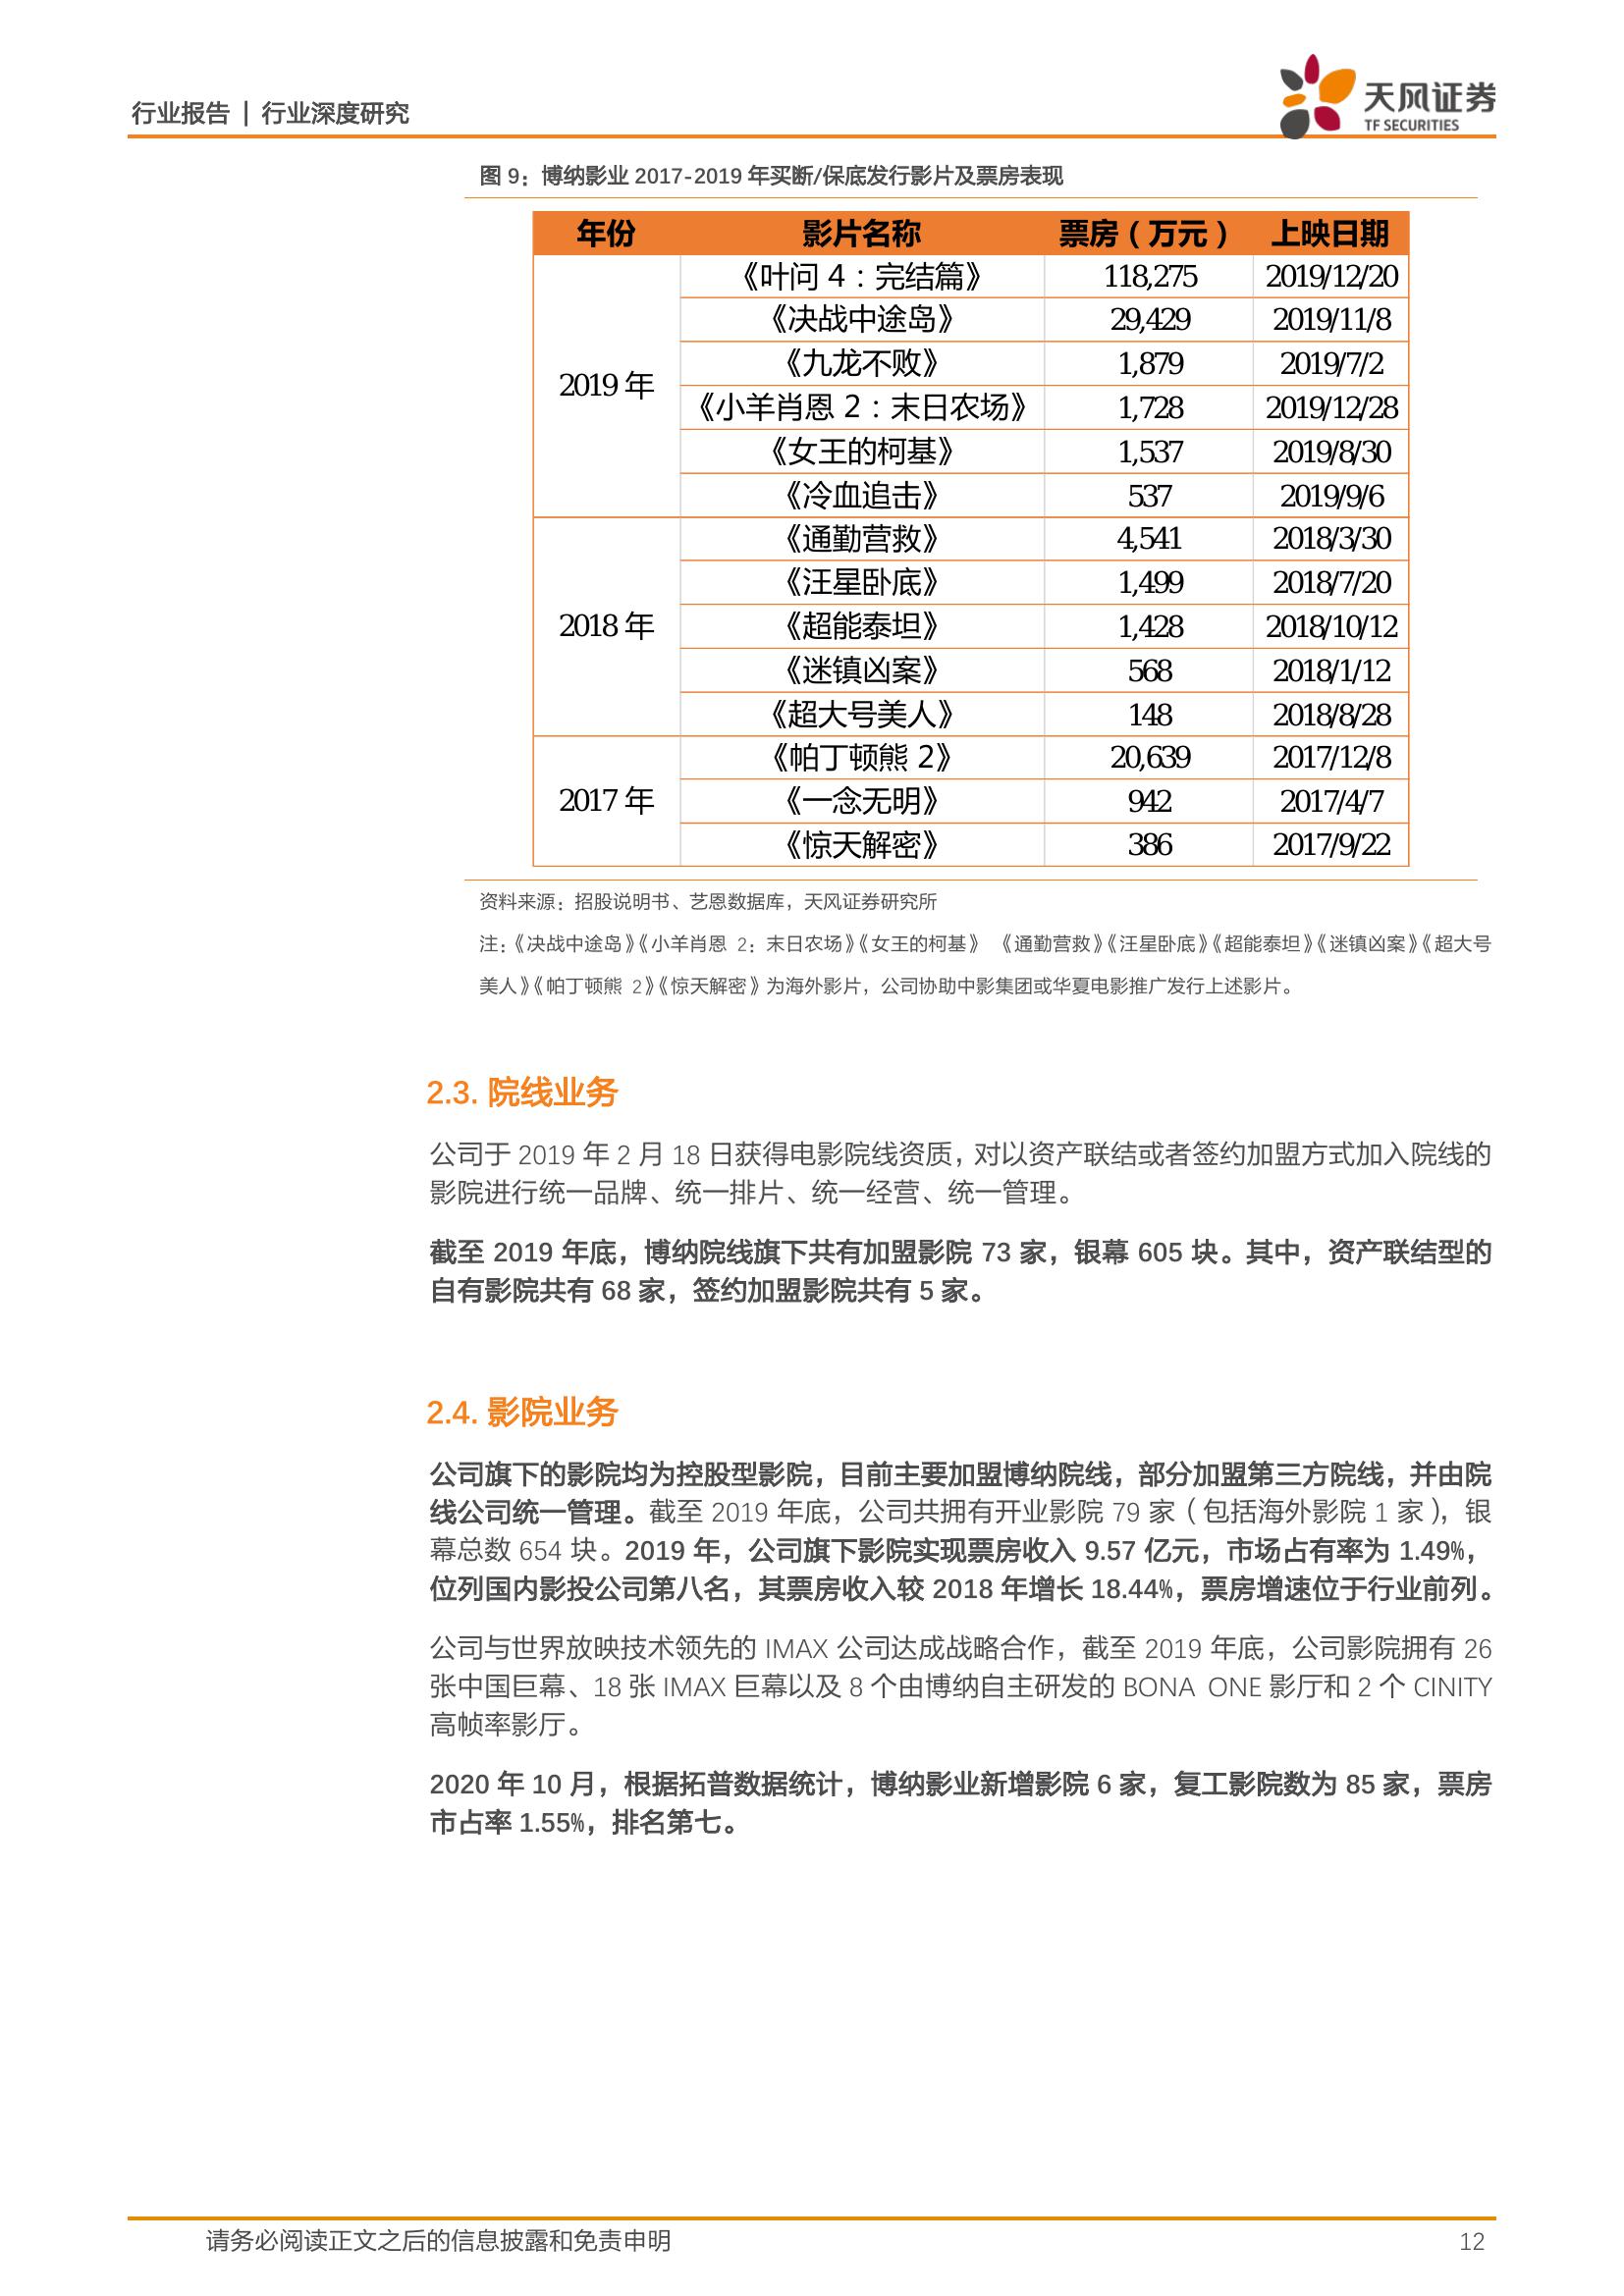 行业报告 | 行业深度研究
天风证券
TF SECURITIES
图 9：博纳影业 2017-2019 年买断/保底发行影片及票房表现
年份 影片名称 票房（万元） 上映日期
《叶问 4：完结篇》 118,275 2019/12/20
《决战中途岛》 29,429 2019/11/8
《九龙不败》 1,879 2019/7/2
2019 年
《小羊肖恩 2：末日农场》 1,728 2019/12/28
《女王的柯基》 1,537 2019/8/30
《冷血追击》 537 2019/9/6
《通勤营救》 4,541 2018/3/30
《汪星卧底》 1,499 2018/7/20
2018 年 《超能泰坦》 1,428 2018/10/12
《迷镇凶案》 568 2018/1/12
《超大号美人》 148 2018/8/28
《帕丁顿熊 2》 20,639 2017/12/8
2017 年 《一念无明》 942 2017/4/7
《惊天解密》 386 2017/9/22
资料来源：招股说明书、艺恩数据库，天风证券研究所
注：《决战中途岛》《小羊肖恩 2：末日农场》《女王的柯基》 《通勤营救》《汪星卧底》《超能泰坦》《迷镇凶案》《超大号
美人》《帕丁顿熊 2》《惊天解密》为海外影片，公司协助中影集团或华夏电影推广发行上述影片。
2.3. 院线业务
公司于 2019 年 2 月 18 日获得电影院线资质，对以资产联结或者签约加盟方式加入院线的
影院进行统一品牌、统一排片、统一经营、统一管理。
截至 2019 年底，博纳院线旗下共有加盟影院 73 家，银幕 605 块。其中，资产联结型的
自有影院共有 68 家，签约加盟影院共有 5 家。
2.4. 影院业务
公司旗下的影院均为控股型影院，目前主要加盟博纳院线，部分加盟第三方院线，并由院
线公司统一管理。截至 2019 年底，公司共拥有开业影院 79 家（包括海外影院 1 家），银
幕总数 654 块。2019 年，公司旗下影院实现票房收入 9.57 亿元，市场占有率为 1.49%，
位列国内影投公司第八名，其票房收入较 2018 年增长 18.44%，票房增速位于行业前列。
公司与世界放映技术领先的 IMAX 公司达成战略合作，截至 2019 年底，公司影院拥有 26
张中国巨幕、18 张 IMAX 巨幕以及 8 个由博纳自主研发的 BONA ONE 影厅和 2 个 CINITY
高帧率影厅。
2020 年 10 月，根据拓普数据统计，博纳影业新增影院 6 家，复工影院数为 85 家，票房
市占率 1.55%，排名第七。
请务必阅读正文之后的信息披露和免责申明 12